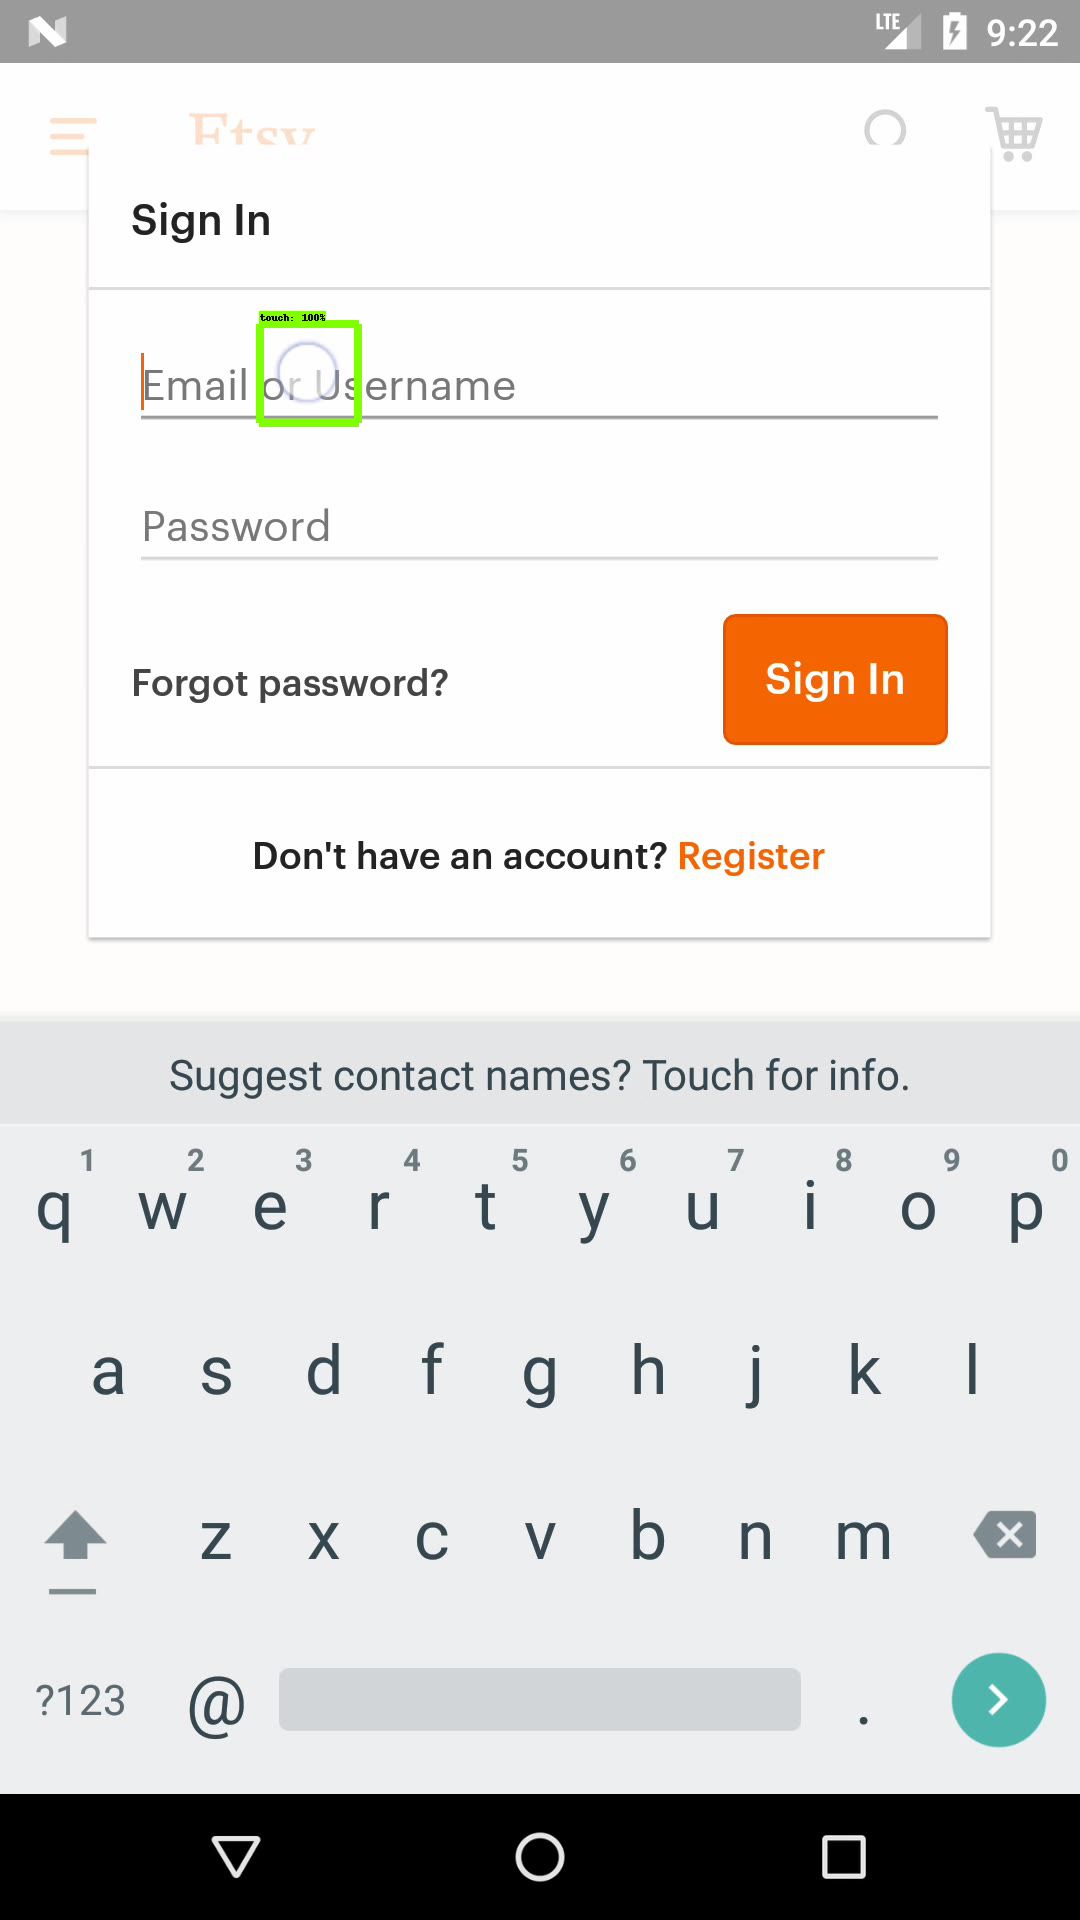 LTE 9:22
Etsy
Sign In
touch: 100%
Email or Username
Password
Forgot password?
Sign In
Don't have an account? Register
Suggest contact names? Touch for info.
1 2 3 4 5 6 7 8 9 0
q w e r t y u i o p
a s d f g h j k l
z x c v b n m
?123 @ .